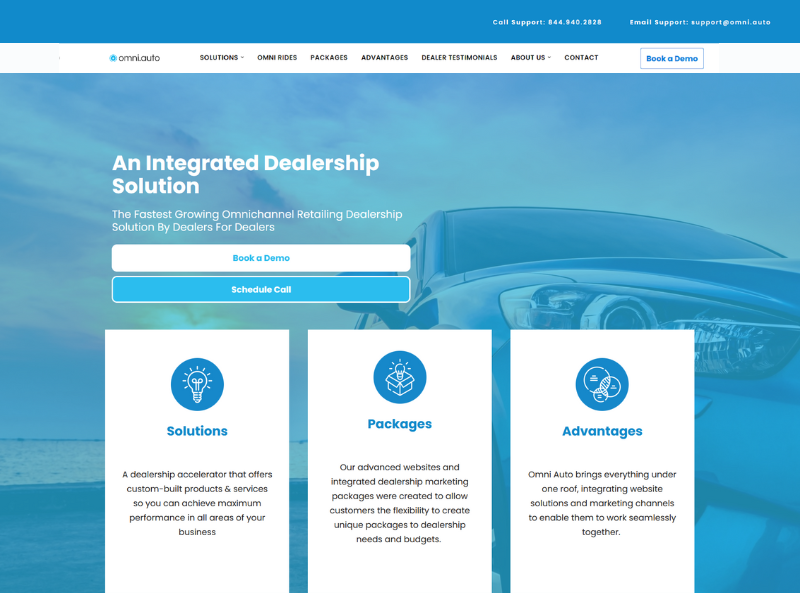 Call Support: 844.940.2828 Email Support: support@omni.auto
omni.auto SOLUTIONS OMNI RIDES PACKAGES ADVANTAGES DEALER TESTIMONIALS ABOUT US CONTACT Book a Demo
An Integrated Dealership
Solution
The Fastest Growing Omnichannel Retailing Dealership
Solution By Dealers For Dealers
Book a Demo
Schedule Call
Solutions
A dealership accelerator that offers
custom-built products & services
so you can achieve maximum
performance in all areas of your
business
Packages
Our advanced websites and
integrated dealership marketing
packages were created to allow
customers the flexibility to create
unique packages to dealership
needs and budgets.
Advantages
Omni Auto brings everything under
one roof, integrating website
solutions and marketing channels
to enable them to work seamlessly
together.